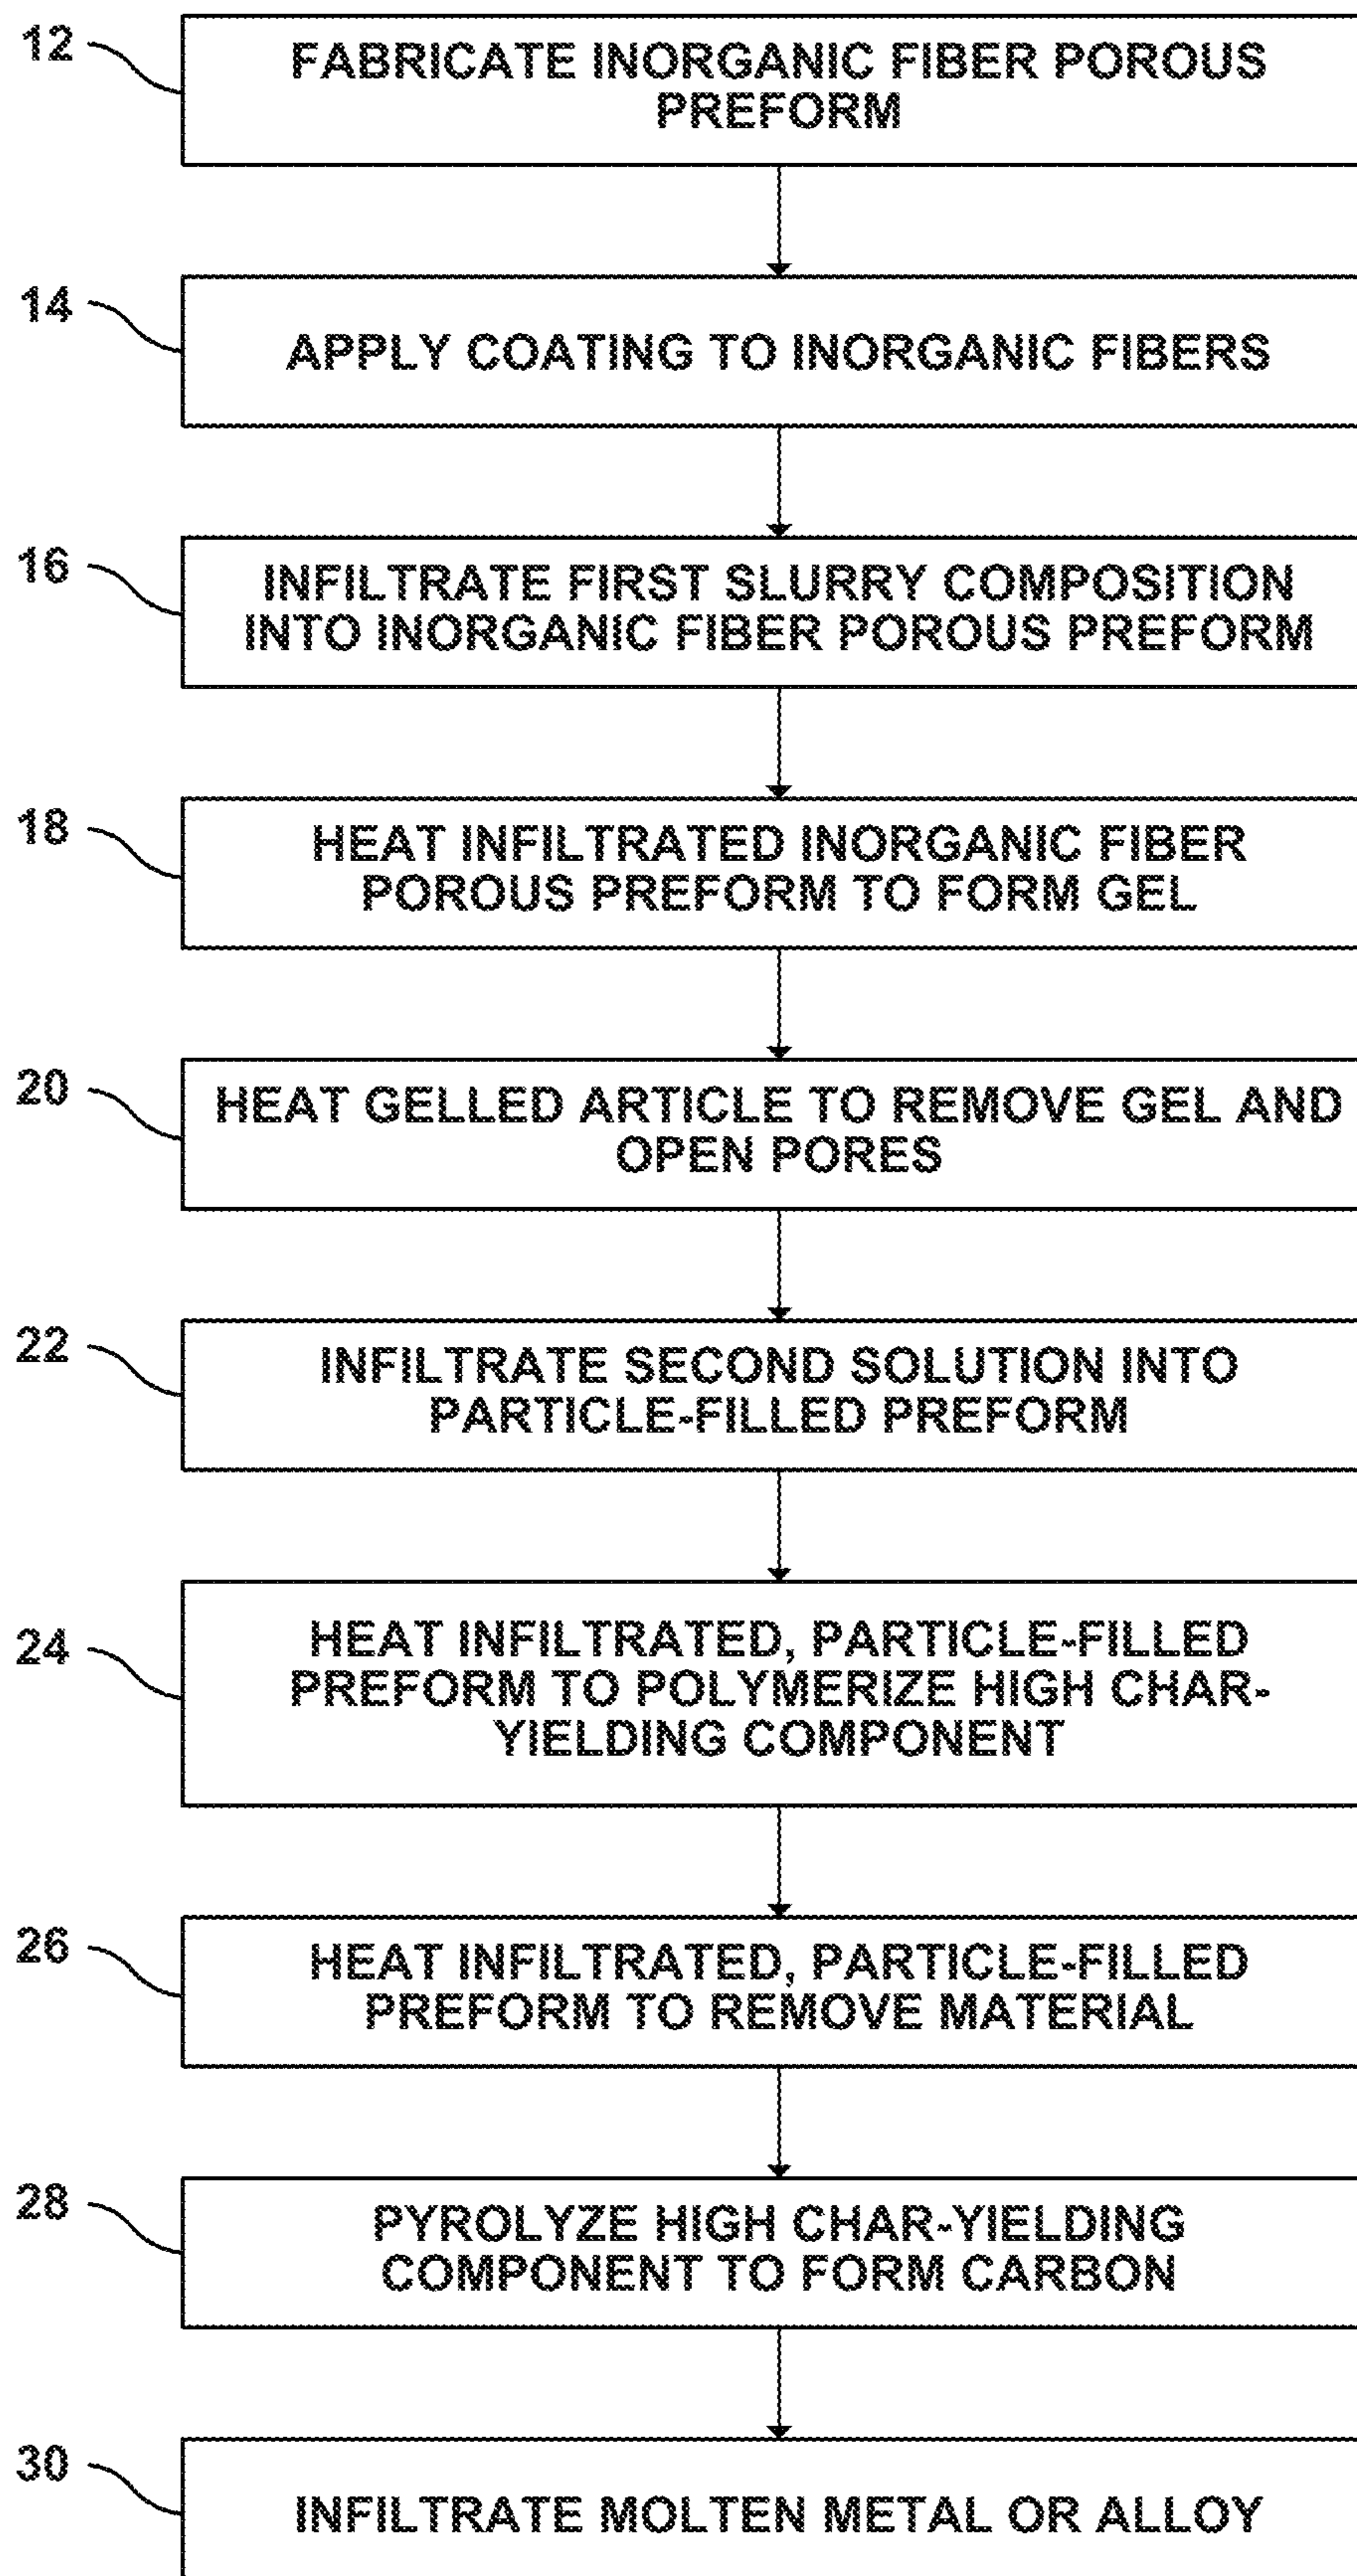 12
FABRICATE INORGANIC FIBER POROUS
PREFORM
14
APPLY COATING TO INORGANIC FIBERS
16
INFILTRATE FIRST SLURRY COMPOSITION
INTO INORGANIC FIBER POROUS PREFORM
18
HEAT INFILTRATED INORGANIC FIBER
POROUS PREFORM TO FORM GEL
20
HEAT GELLED ARTICLE TO REMOVE GEL AND
OPEN PORES
22
INFILTRATE SECOND SOLUTION INTO
PARTICLE-FILLED PREFORM
24
HEAT INFILTRATED, PARTICLE-FILLED
PREFORM TO POLYMERIZE HIGH CHAR-
YIELDING COMPONENT
26
HEAT INFILTRATED, PARTICLE-FILLED
PREFORM TO REMOVE MATERIAL
28
PYROLYZE HIGH CHAR-YIELDING
COMPONENT TO FORM CARBON
30
INFILTRATE MOLTEN METAL OR ALLOY